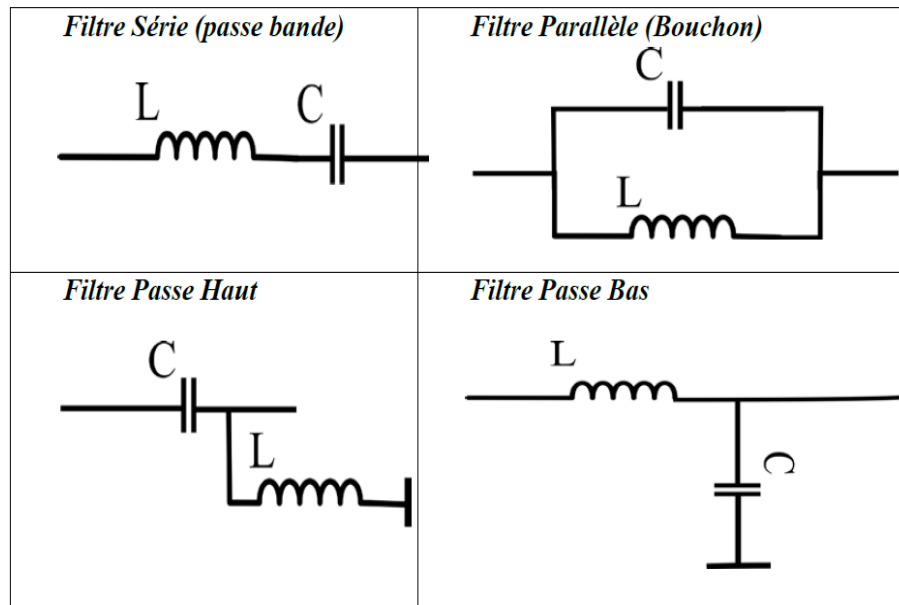 Filtre Série (passe bande)
L
C
Filtre Parallèle (Bouchon)
C
L
Filtre Passe Haut
C
L
Filtre Passe Bas
L
C